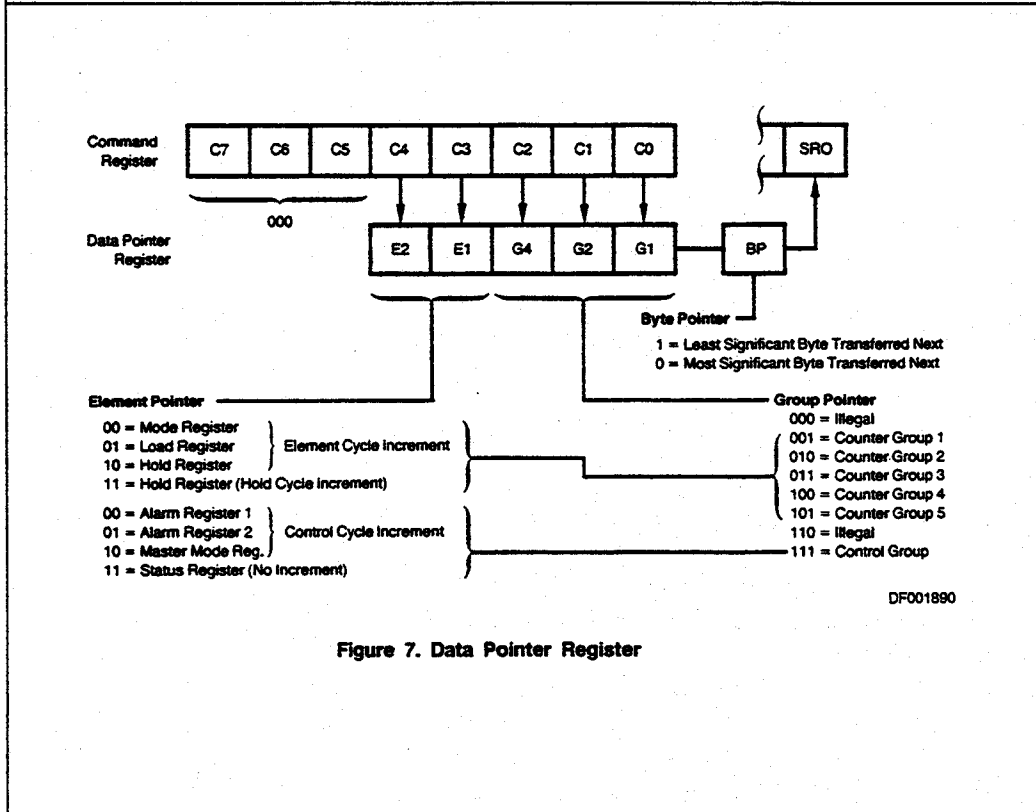 Command
Register
C7 C6 C5 C4 C3 C2 C1 C0
SRO
000
Data Pointer
Register
E2 E1 G4 G2 G1
BP
Byte Pointer
1 = Least Significant Byte Transferred Next
0 = Most Significant Byte Transferred Next
Element Pointer
00 = Mode Register
01 = Load Register
10 = Hold Register
Element Cycle Increment
11 = Hold Register (Hold Cycle Increment)
00 = Alarm Register 1
01 = Alarm Register 2
10 = Master Mode Reg.
Control Cycle Increment
11 = Status Register (No Increment)
Group Pointer
000 = Illegal
001 = Counter Group 1
010 = Counter Group 2
011 = Counter Group 3
100 = Counter Group 4
101 = Counter Group 5
110 = Illegal
111 = Control Group
DF001890
Figure 7. Data Pointer Register